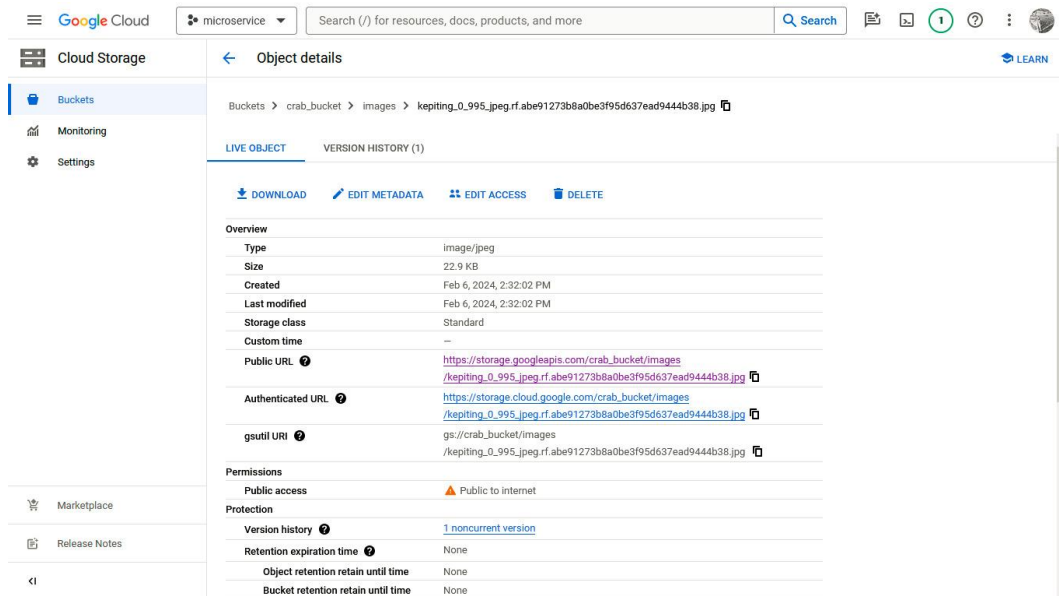 Google Cloud
microservice
Search (/) for resources, docs, products, and more
Search
1
Cloud Storage
Object details
LEARN
Buckets
Monitoring
Settings
Buckets > crab_bucket > images > kepiting_0_995_jpeg.rf.abe91273b8a0be3f95d637ead9444b38.jpg
LIVE OBJECT
VERSION HISTORY (1)
DOWNLOAD
EDIT METADATA
EDIT ACCESS
DELETE
Overview
Type image/jpeg
Size 22.9 KB
Created Feb 6, 2024, 2:32:02 PM
Last modified Feb 6, 2024, 2:32:02 PM
Storage class Standard
Custom time —
Public URL https://storage.googleapis.com/crab_bucket/images
/kepiting_0_995_jpeg.rf.abe91273b8a0be3f95d637ead9444b38.jpg
Authenticated URL https://storage.cloud.google.com/crab_bucket/images
/kepiting_0_995_jpeg.rf.abe91273b8a0be3f95d637ead9444b38.jpg
gsutil URI gs://crab_bucket/images
/kepiting_0_995_jpeg.rf.abe91273b8a0be3f95d637ead9444b38.jpg
Permissions
Public access Public to internet
Protection
Version history 1 noncurrent version
Retention expiration time None
Object retention retain until time None
Bucket retention retain until time None
Marketplace
Release Notes